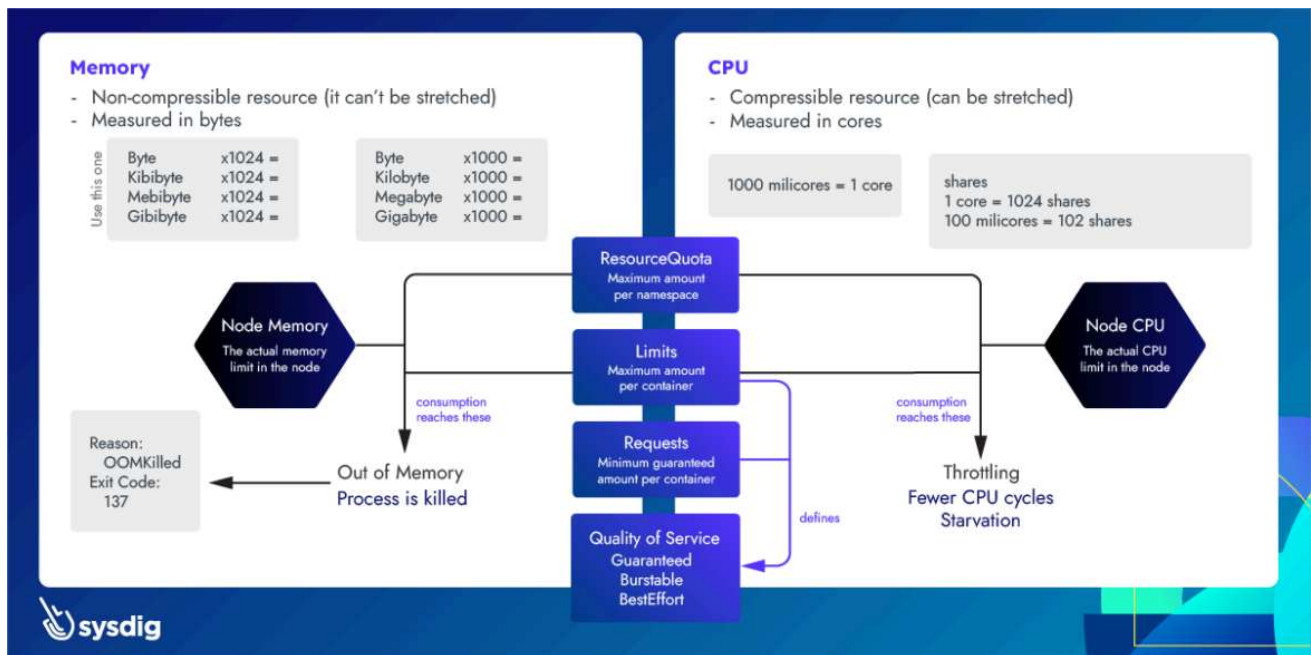 Memory
- Non-compressible resource (it can't be stretched)
- Measured in bytes
Use this one
Byte x1024 =
Kibibyte x1024 =
Mebibyte x1024 =
Gibibyte x1024 =
Byte x1000 =
Kilobyte x1000 =
Megabyte x1000 =
Gigabyte x1000 =
CPU
- Compressible resource (can be stretched)
- Measured in cores
1000 milicores = 1 core
shares
1 core = 1024 shares
100 milicores = 102 shares
ResourceQuota
Maximum amount
per namespace
Node Memory
The actual memory
limit in the node
Limits
Maximum amount
per container
Node CPU
The actual CPU
limit in the node
consumption
reaches these
consumption
reaches these
Requests
Minimum guaranteed
amount per container
Reason:
OOMKilled
Exit Code:
137
Out of Memory
Process is killed
Throttling
Fewer CPU cycles
Starvation
defines
Quality of Service
Guaranteed
Burstable
BestEffort
sysdig